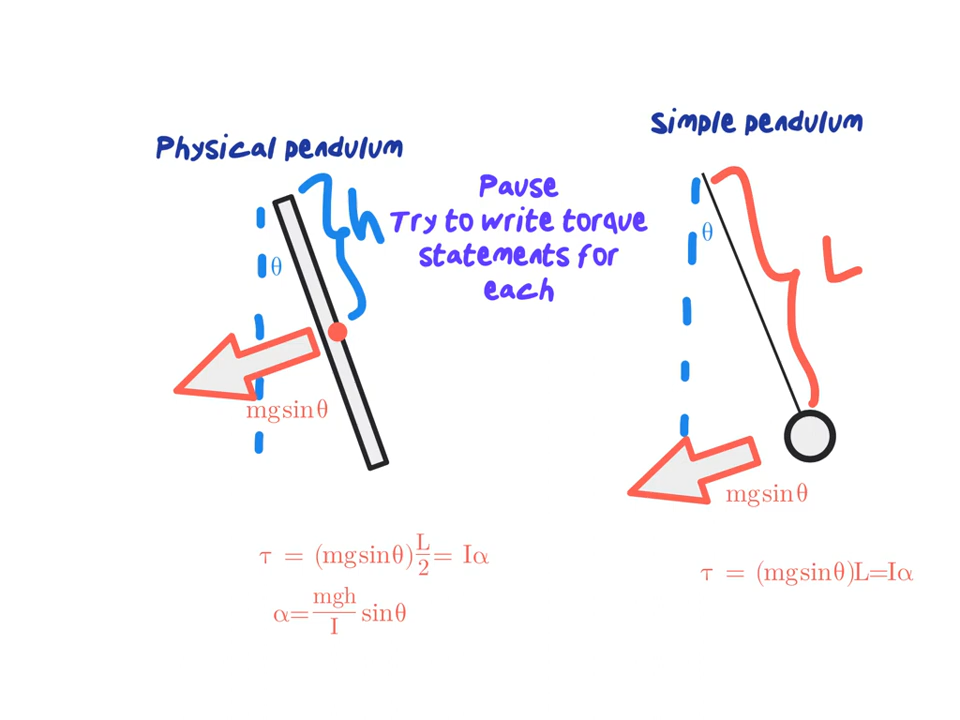 Physical pendulum
Simple pendulum
Pause
Try to write torque
statements for
each
h
θ
mgsinθ
θ
L
mgsinθ
τ = (mgsinθ)L/2= Iα
α=mgh/I sinθ
τ = (mgsinθ)L=Iα